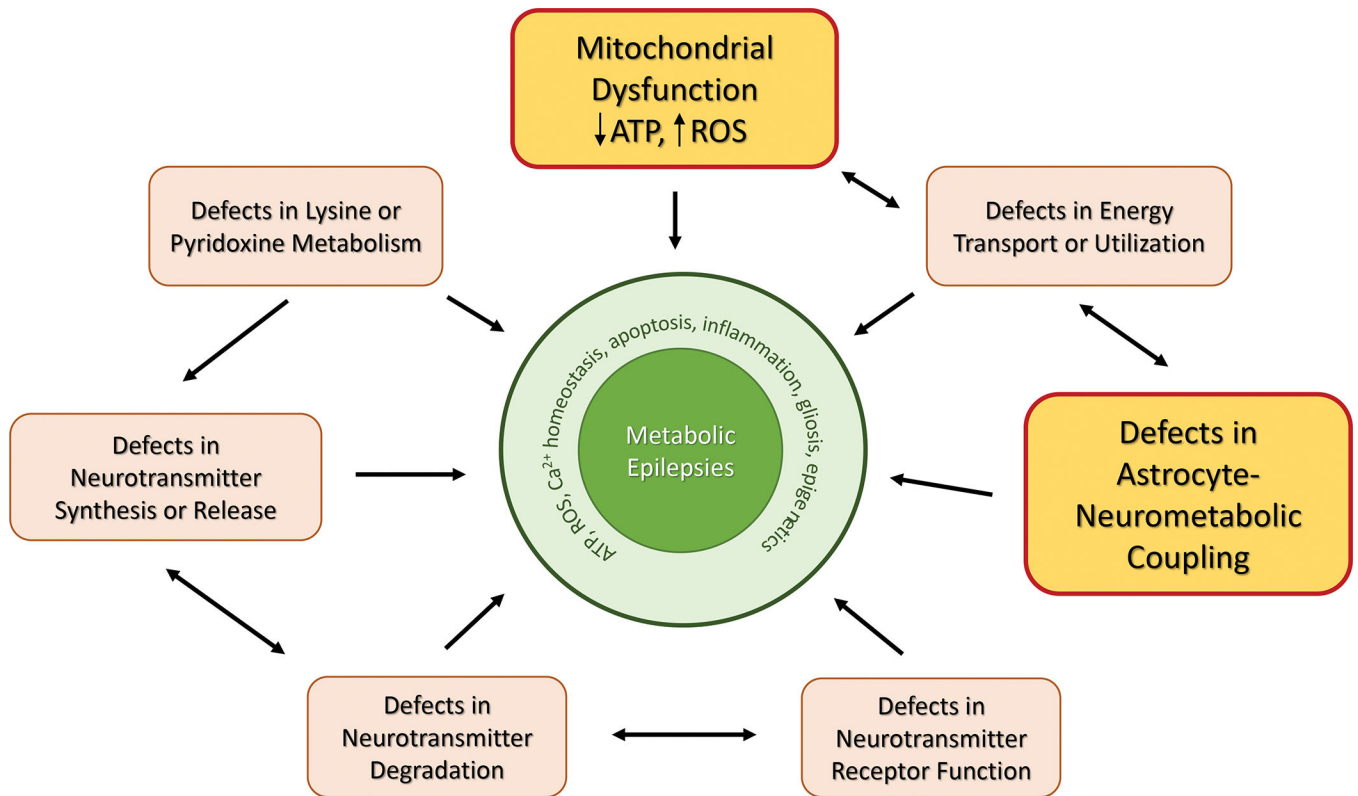 Mitochondrial
Dysfunction
↓ATP, ↑ROS
Defects in Lysine or
Pyridoxine Metabolism
Defects in Energy
Transport or Utilization
ATP, ROS, Ca²⁺ homeostasis, apoptosis, inflammation, gliosis, epigenetics
Metabolic
Epilepsies
Defects in
Neurotransmitter
Synthesis or Release
Defects in
Astrocyte-
Neurometabolic
Coupling
Defects in
Neurotransmitter
Degradation
Defects in
Neurotransmitter
Receptor Function